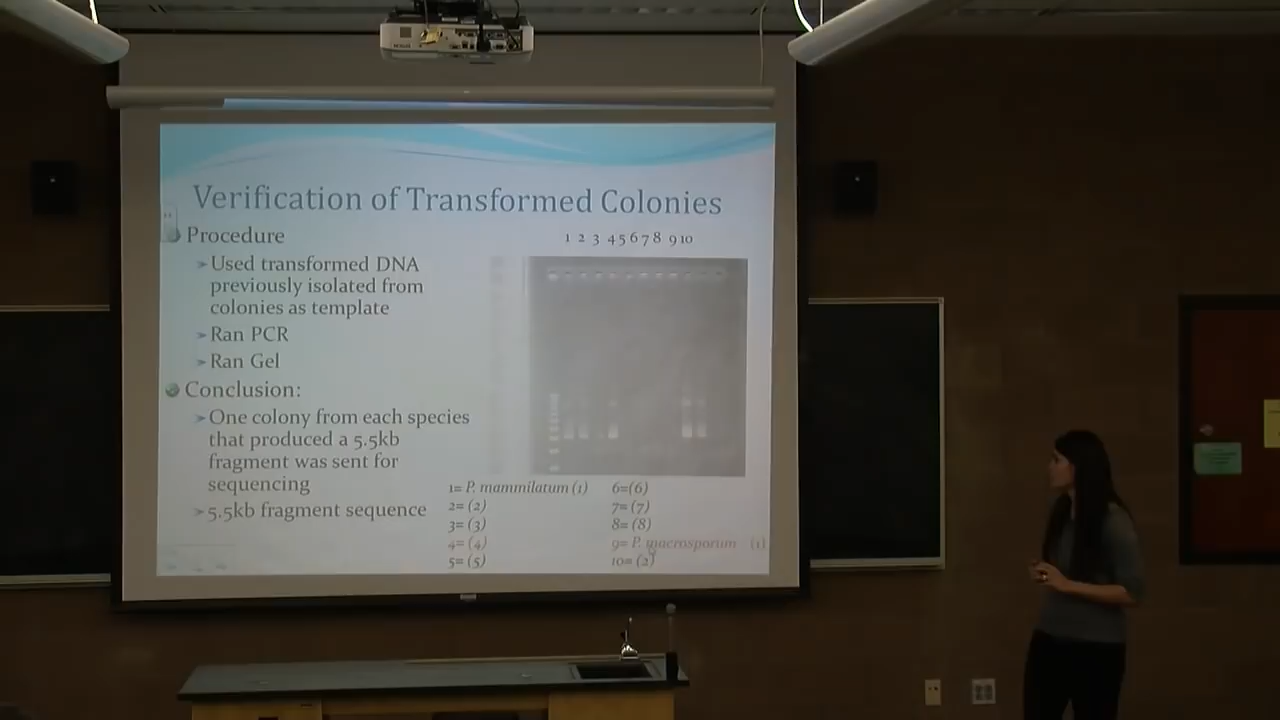 Verification of Transformed Colonies
Procedure
Used transformed DNA
previously isolated from
colonies as template
Ran PCR
Ran Gel
Conclusion:
One colony from each species
that produced a 5.5kb
fragment was sent for
sequencing
5.5kb fragment sequence
1 2 3 4 5 6 7 8 9 10
1= P. mammilatum (1)
2= (2)
3= (3)
4= (4)
5= (5)
6=(6)
7= (7)
8= (8)
9= P. macrosporum (1)
10= (2)